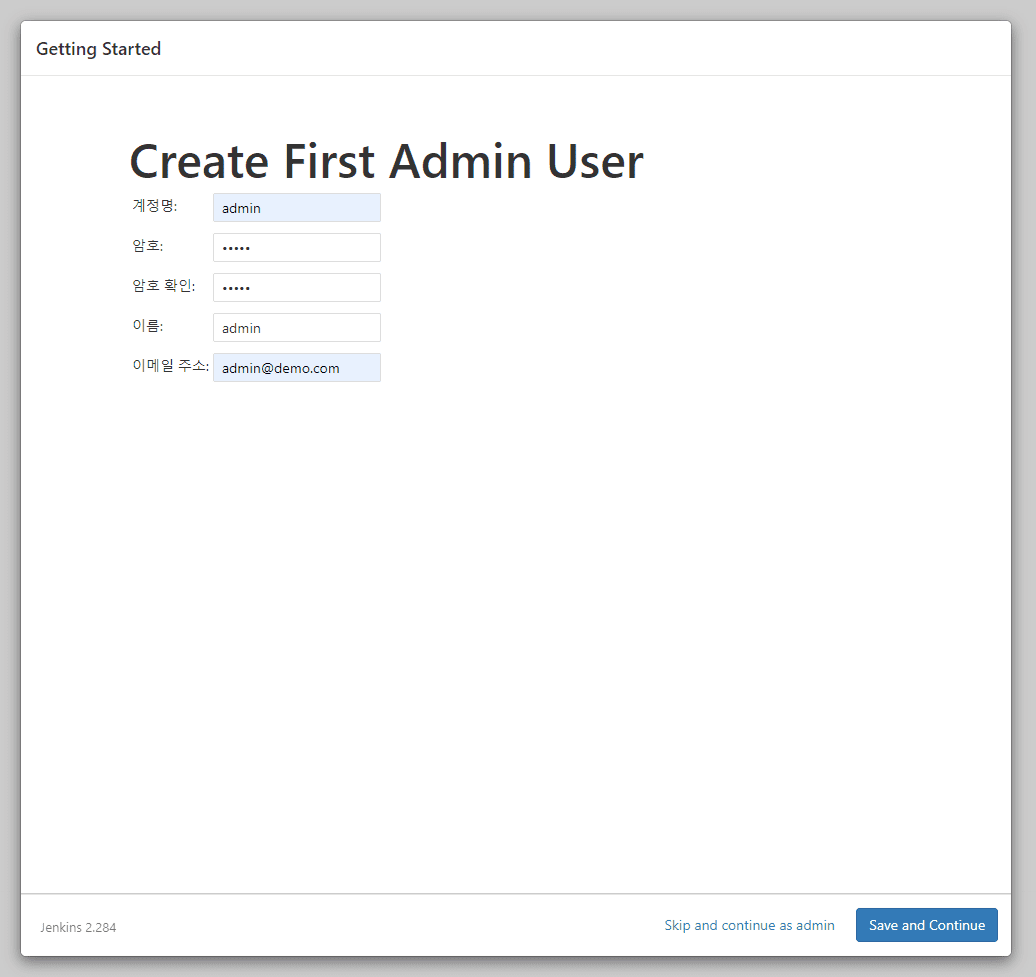 Getting Started
Create First Admin User
계정명: admin
암호: •••••
암호 확인: •••••
이름: admin
이메일 주소: admin@demo.com
Jenkins 2.284 Skip and continue as admin Save and Continue